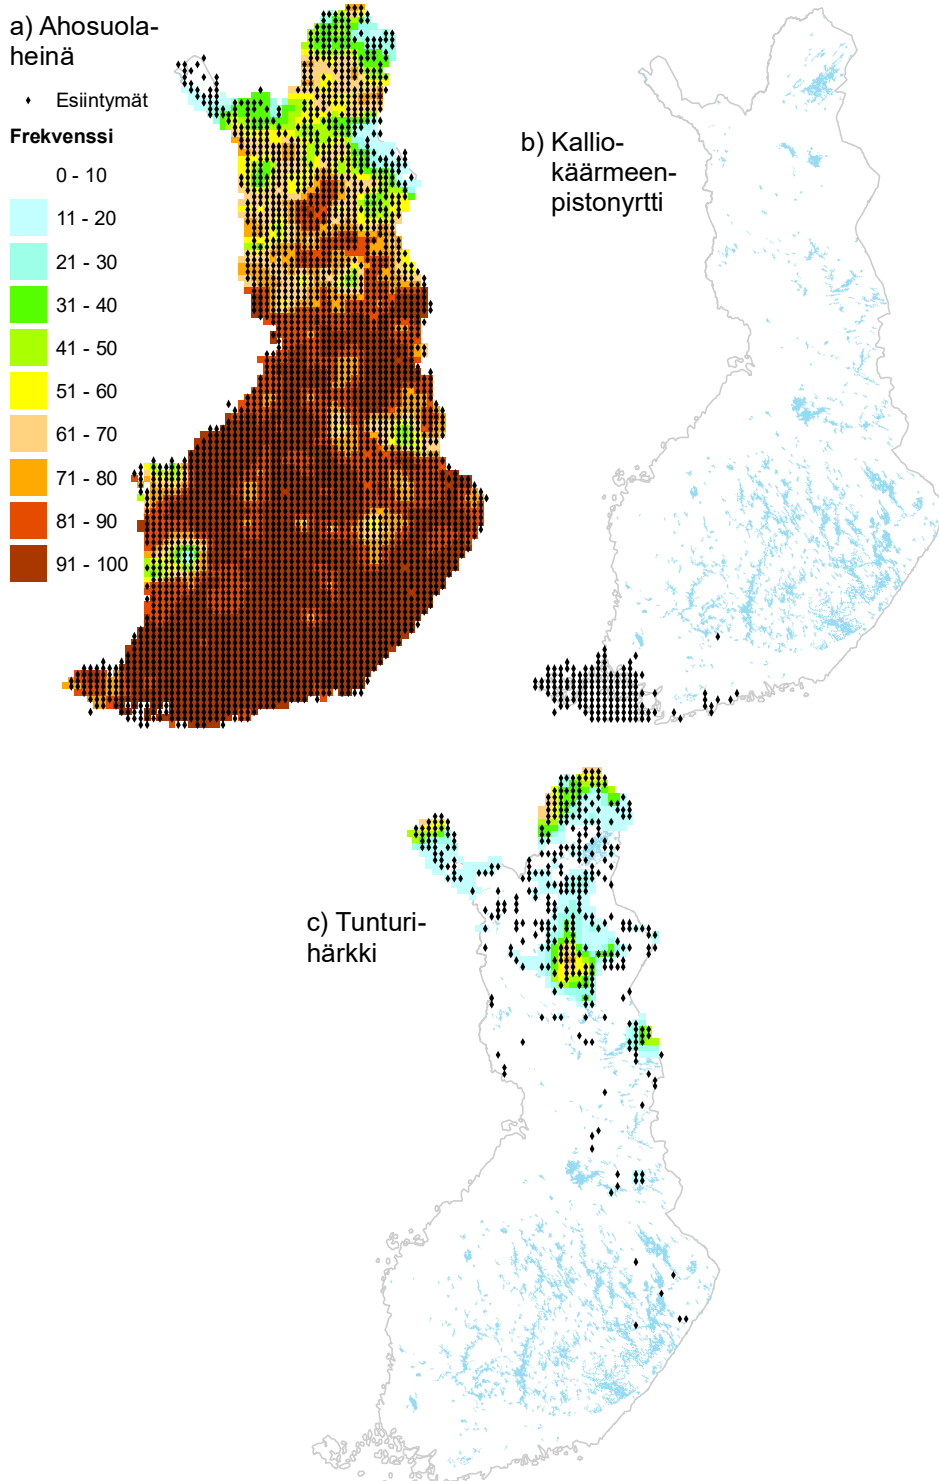 a) Ahosuola-
heinä
Esiintymät
Frekvenssi
0 - 10
11 - 20
21 - 30
31 - 40
41 - 50
51 - 60
61 - 70
71 - 80
81 - 90
91 - 100
b) Kallio-
käärmeen-
pistonyrtti
c) Tunturi-
härkki